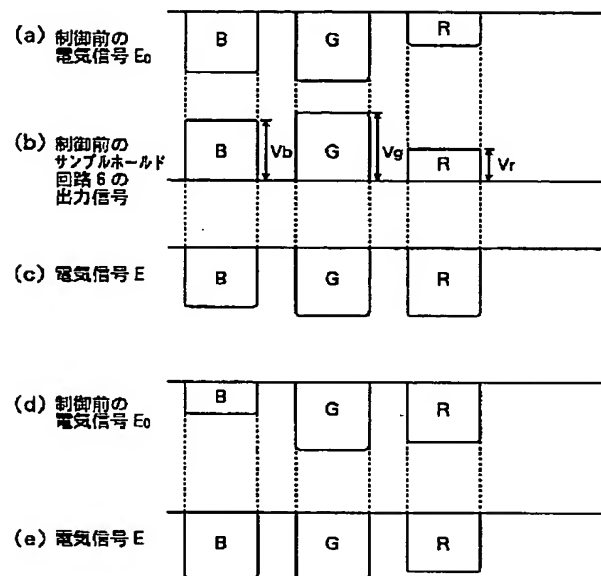 (a) 制御前の
電気信号 E₀
B G R
(b) 制御前の
サンプルホールド
回路 6 の
出力信号
B Vb G Vg R Vr
(c) 電気信号 E
B G R
(d) 制御前の
電気信号 E₀
B G R
(e) 電気信号 E
B G R